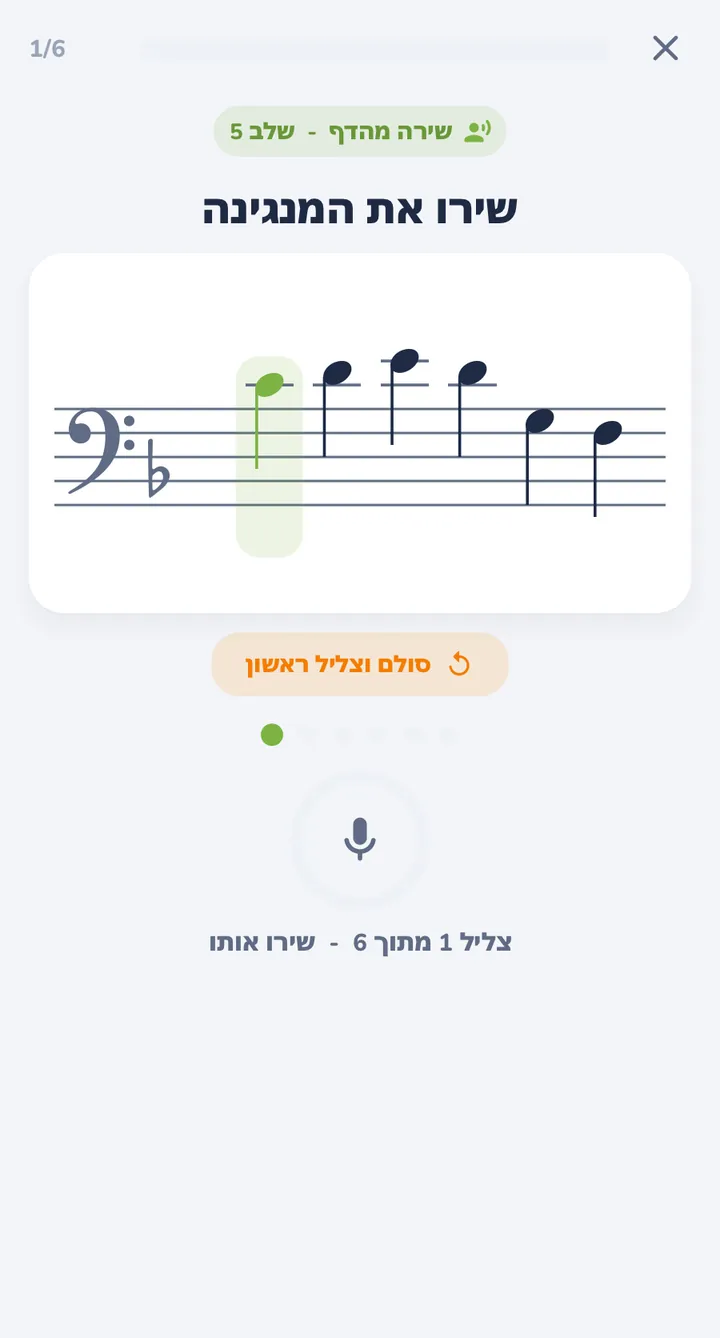 1/6
שירה מהדף - שלב 5
שירו את המנגינה
סולם וצליל ראשון
צליל 1 מתוך 6 - שירו אותו